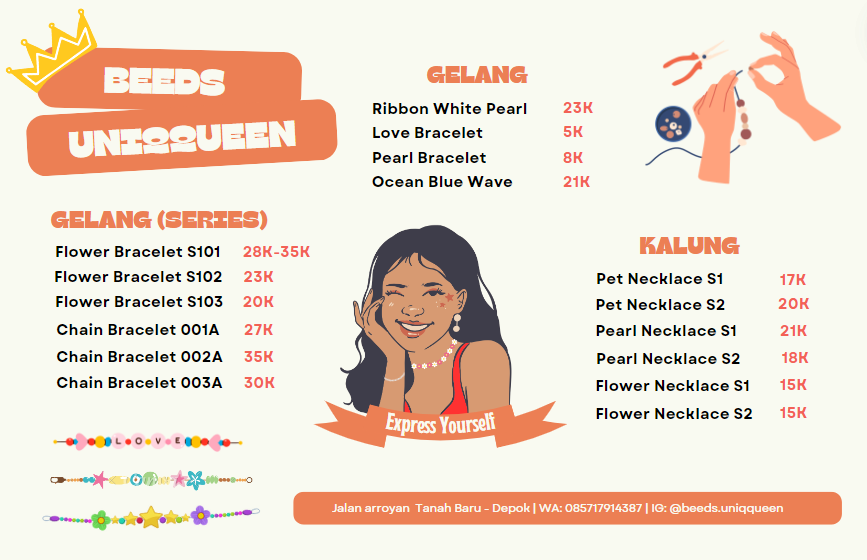 BEEDS
UNIQQUEEN
GELANG
Ribbon White Pearl 23K
Love Bracelet 5K
Pearl Bracelet 8K
Ocean Blue Wave 21K
GELANG (SERIES)
Flower Bracelet S101 28K-35K
Flower Bracelet S102 23K
Flower Bracelet S103 20K
Chain Bracelet 001A 27K
Chain Bracelet 002A 35K
Chain Bracelet 003A 30K
KALUNG
Pet Necklace S1 17K
Pet Necklace S2 20K
Pearl Necklace S1 21K
Pearl Necklace S2 18K
Flower Necklace S1 15K
Flower Necklace S2 15K
Express Yourself
LOVE
Jalan arroyan Tanah Baru - Depok | WA: 085717914387 | IG: @beeds.uniqqueen